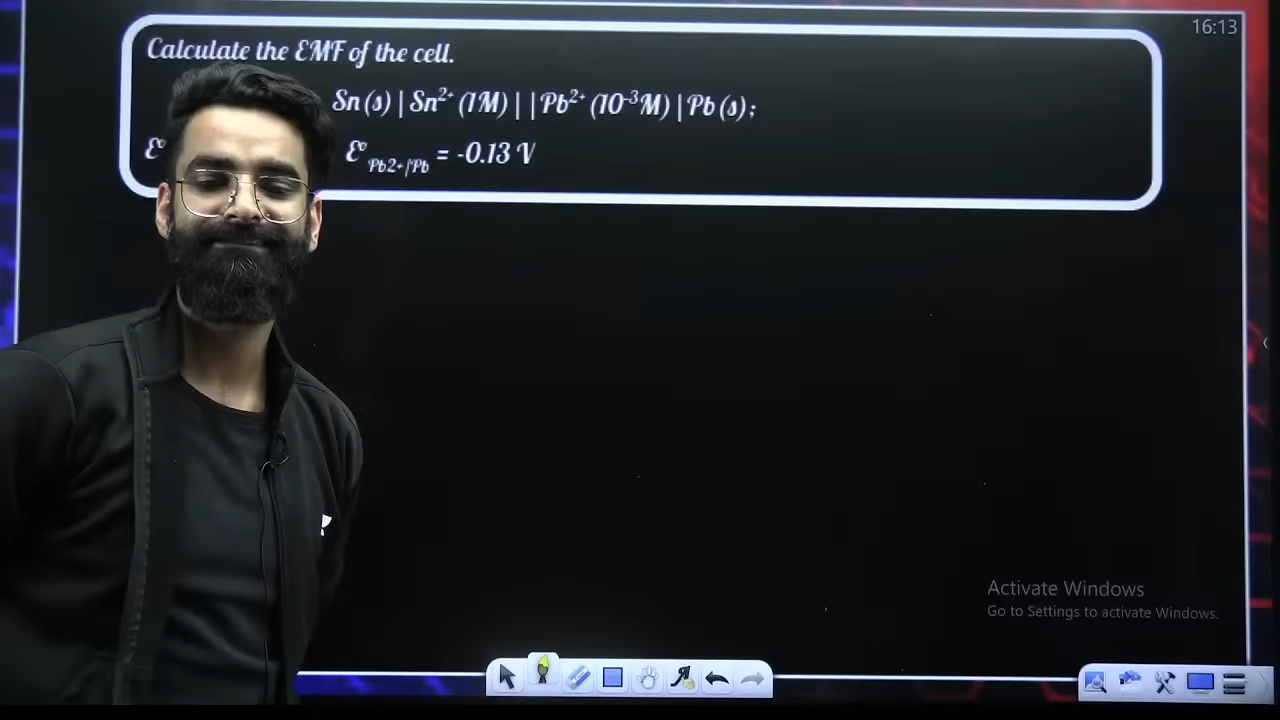 16:13
Calculate the EMF of the cell.
Sn (s) | Sn²⁺ (1M) | | Pb²⁺ (10⁻³M) | Pb (s) ;
E° E°Pb2+/Pb = -0.13 V
Activate Windows
Go to Settings to activate Windows.